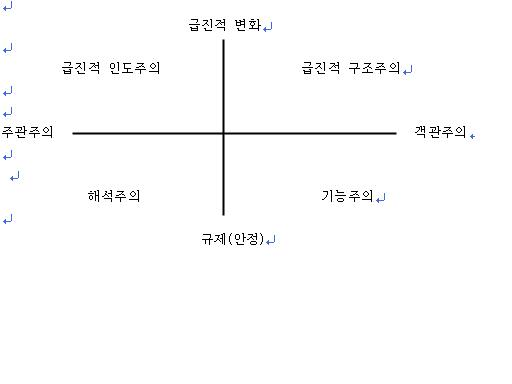 급진적 변화
급진적 인도주의 급진적 구조주의
주관주의 객관주의
해석주의 기능주의
규제(안정)